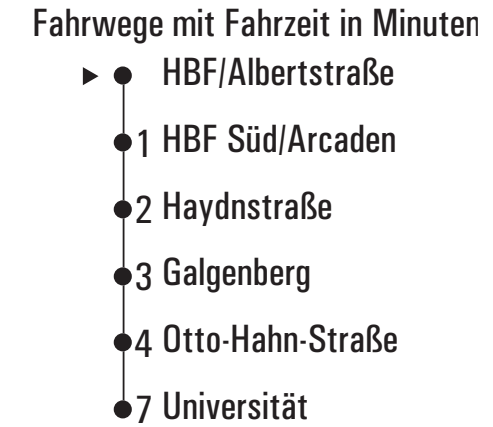 Fahrwege mit Fahrzeit in Minuten
HBF/Albertstraße
1 HBF Süd/Arcaden
2 Haydnstraße
3 Galgenberg
4 Otto-Hahn-Straße
7 Universität